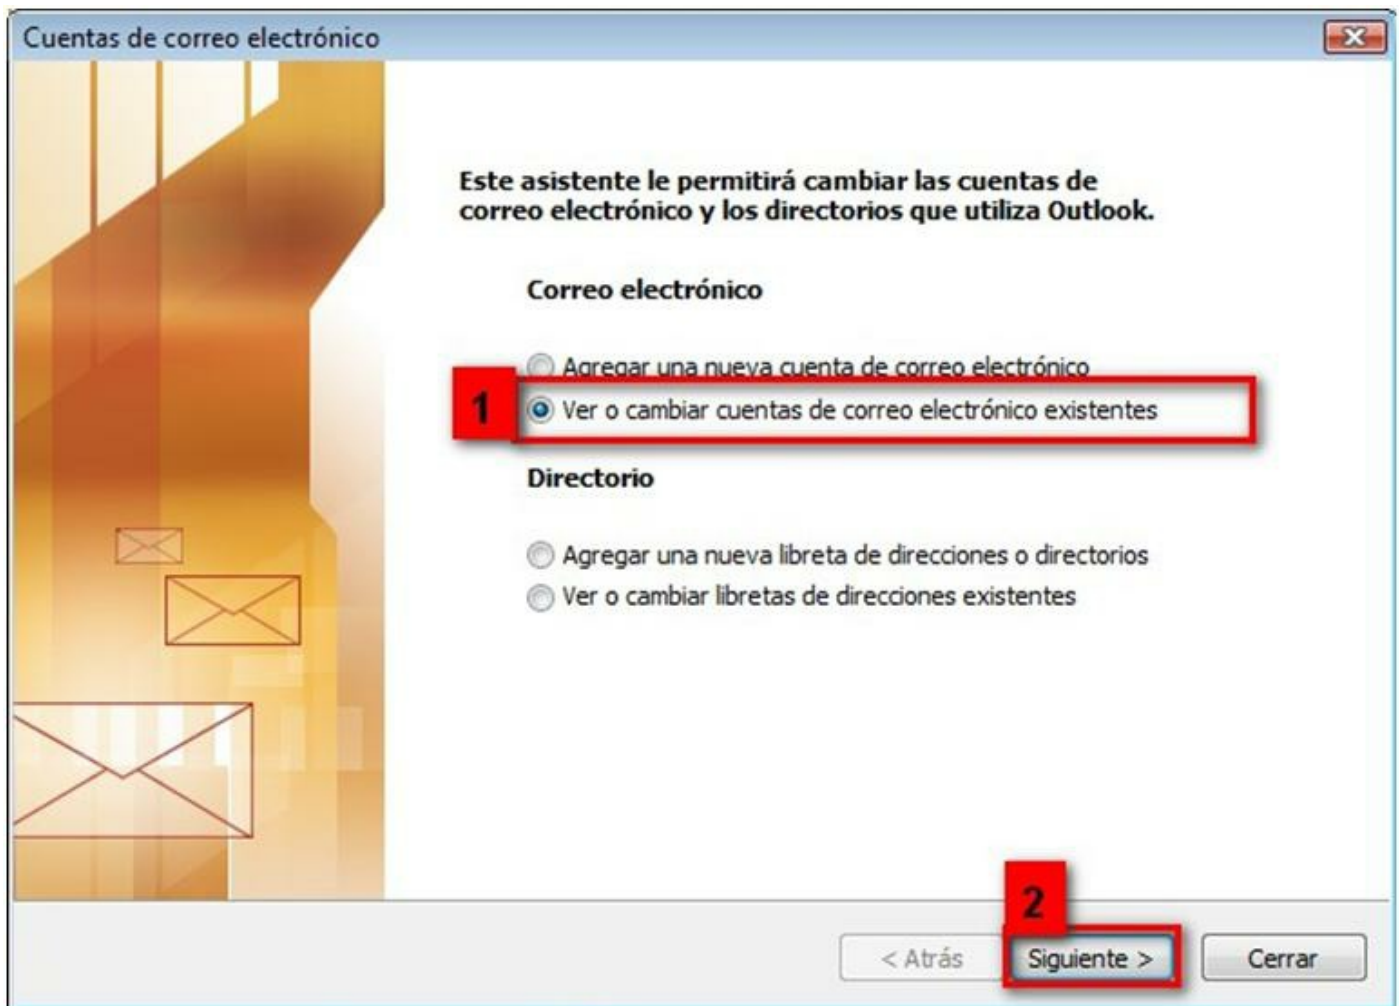 Cuentas de correo electrónico
Este asistente le permitirá cambiar las cuentas de
correo electrónico y los directorios que utiliza Outlook.
Correo electrónico
Agregar una nueva cuenta de correo electrónico
1
Ver o cambiar cuentas de correo electrónico existentes
Directorio
Agregar una nueva libreta de direcciones o directorios
Ver o cambiar libretas de direcciones existentes
2
< Atrás
Siguiente >
Cerrar